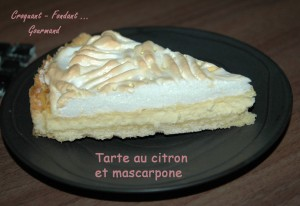 Croquant - Fondant ...
Gourmand
Tarte au citron
et mascarpone